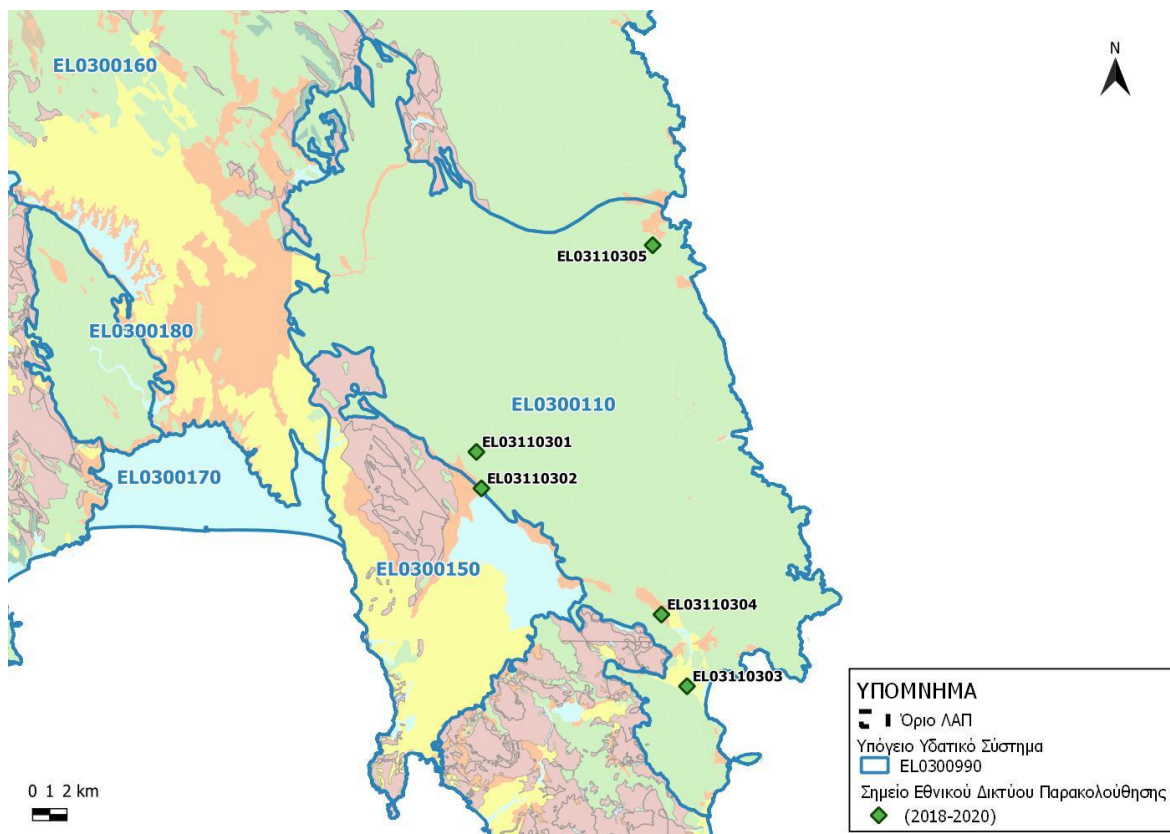 N
EL0300160
EL03110305
EL0300180
EL0300110
EL03110301
EL0300170
EL03110302
EL0300150
EL03110304
EL03110303
0 1 2 km
ΥΠΟΜΝΗΜΑ
Όριο ΛΑΠ
Υπόγειο Υδατικό Σύστημα
EL0300990
Σημείο Εθνικού Δικτύου Παρακολούθησης
(2018-2020)